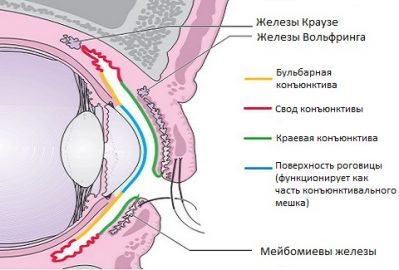 Железы Краузе
Железы Вольфринга
Бульбарная
конъюнктива
Свод конъюнктивы
Краевая конъюнктива
Поверхность роговицы
(функционирует как
часть конъюнктивального
мешка)
Мейбомиевы железы